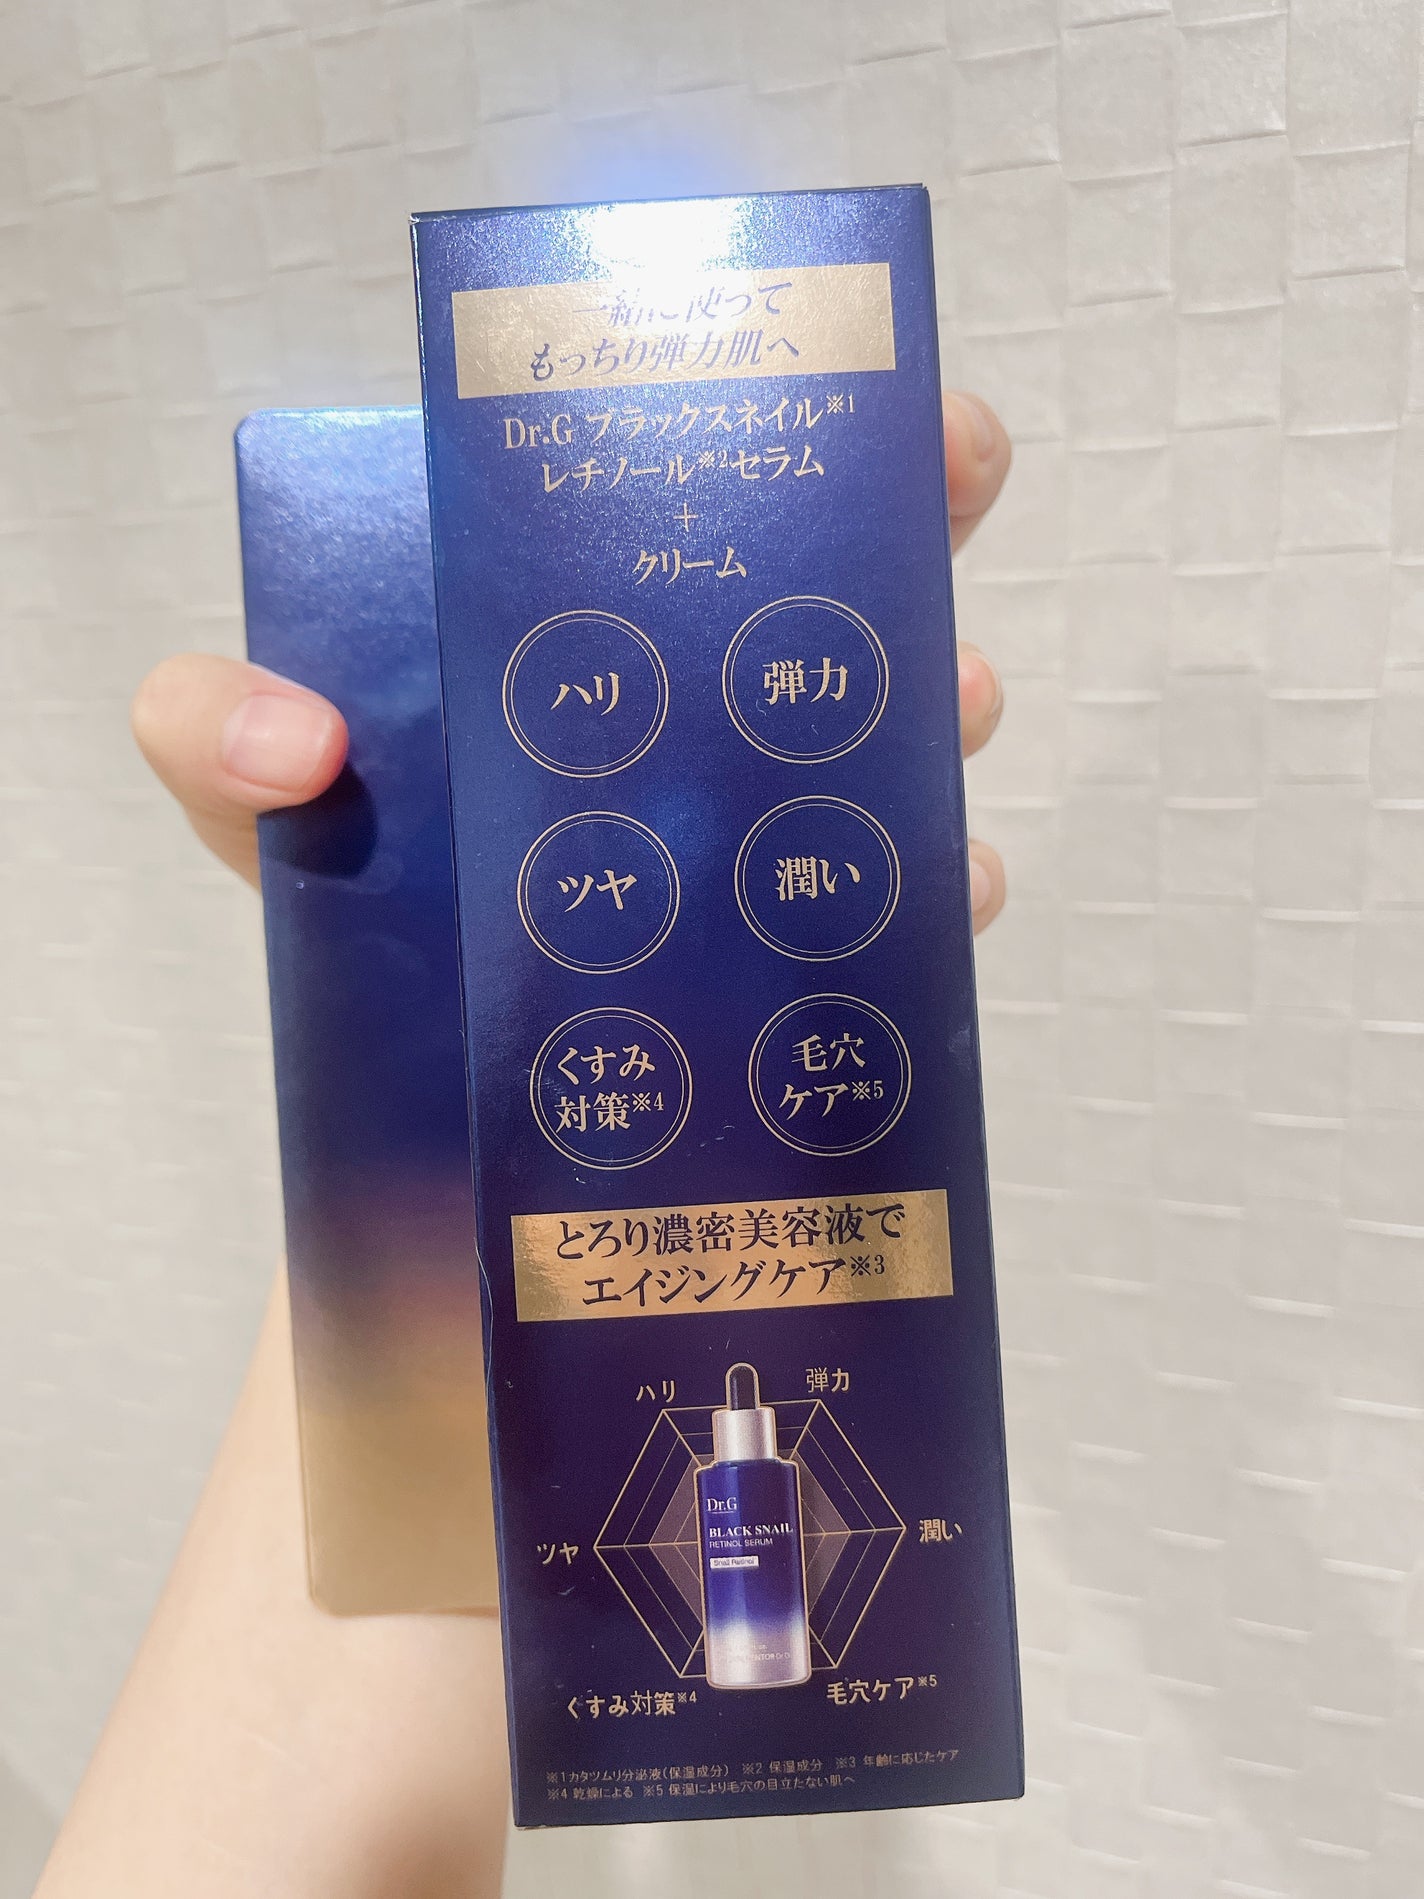 一緒に使って
もっちり弾力肌へ
Dr.G ブラックスネイル※1
レチノール※2セラム
+
クリーム
ハリ
弾力
ツヤ
潤い
くすみ
対策※4
毛穴
ケア※5
とろり濃密美容液で
エイジングケア※3
ハリ
弾力
Dr.G
BLACK SNAIL
RETINOL SERUM
Snail Retinol
ツヤ
潤い
くすみ対策※4
毛穴ケア※5
※1カタツムリ分泌液(保湿成分) ※2 保湿成分 ※3 年齢に応じたケア
※4 乾燥による ※5 保湿により毛穴の目立たない肌へ